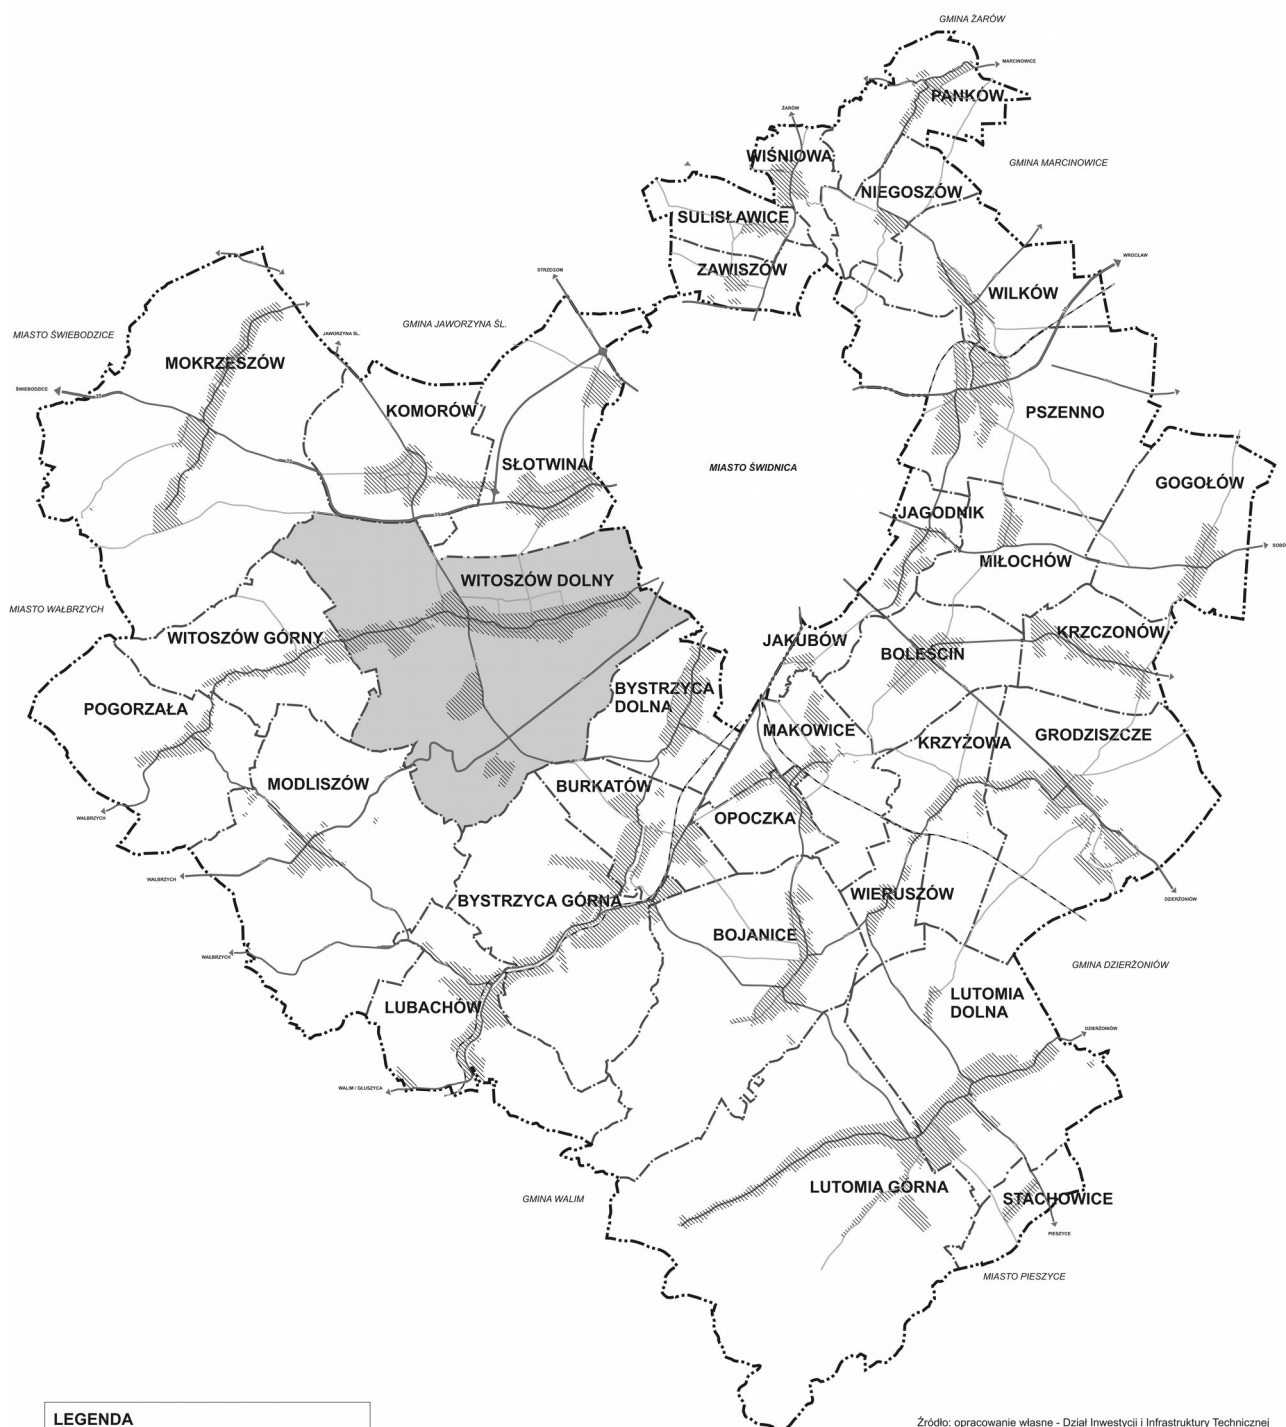 GMINA ŻARÓW
MARCINOWICE
PANKÓW
ŻARÓW
WIŚNIOWA
GMINA MARCINOWICE
NIEGOSZÓW
SULISŁAWICE
ZAWISZÓW
WROCŁAW
STRZEGOM
WILKÓW
GMINA JAWORZYNA ŚL.
MIASTO ŚWIEBODZICE
JAWORZYNA ŚL.
MOKRZESZÓW
ŚWIEBODZICE
KOMORÓW
PSZENNO
SŁOTWINA
MIASTO ŚWIDNICA
GOGOŁÓW
JAGODNIK
SOBO
MIŁOCHÓW
WITOSZÓW DOLNY
MIASTO WAŁBRZYCH
WITOSZÓW GÓRNY
JAKUBÓW
KRZCZONÓW
BOLEŚCIN
BYSTRZYCA
DOLNA
POGORZAŁA
MAKOWICE
KRZYŻOWA
GRODZISZCZE
MODLISZÓW
BURKATÓW
OPOCZKA
WAŁBRZYCH
WAŁBRZYCH
BYSTRZYCA GÓRNA
WIERUSZÓW
DZIERŻONIÓW
BOJANICE
WAŁBRZYCH
GMINA DZIERŻONIÓW
LUTOMIA
DOLNA
LUBACHÓW
DZIERŻONIÓW
WALIM / GŁUSZYCA
LUTOMIA GÓRNA
STACHOWICE
GMINA WALIM
PIESZYCE
MIASTO PIESZYCE
LEGENDA
Źródło: opracowanie własne - Dział Inwestycji i Infrastruktury Technicznej